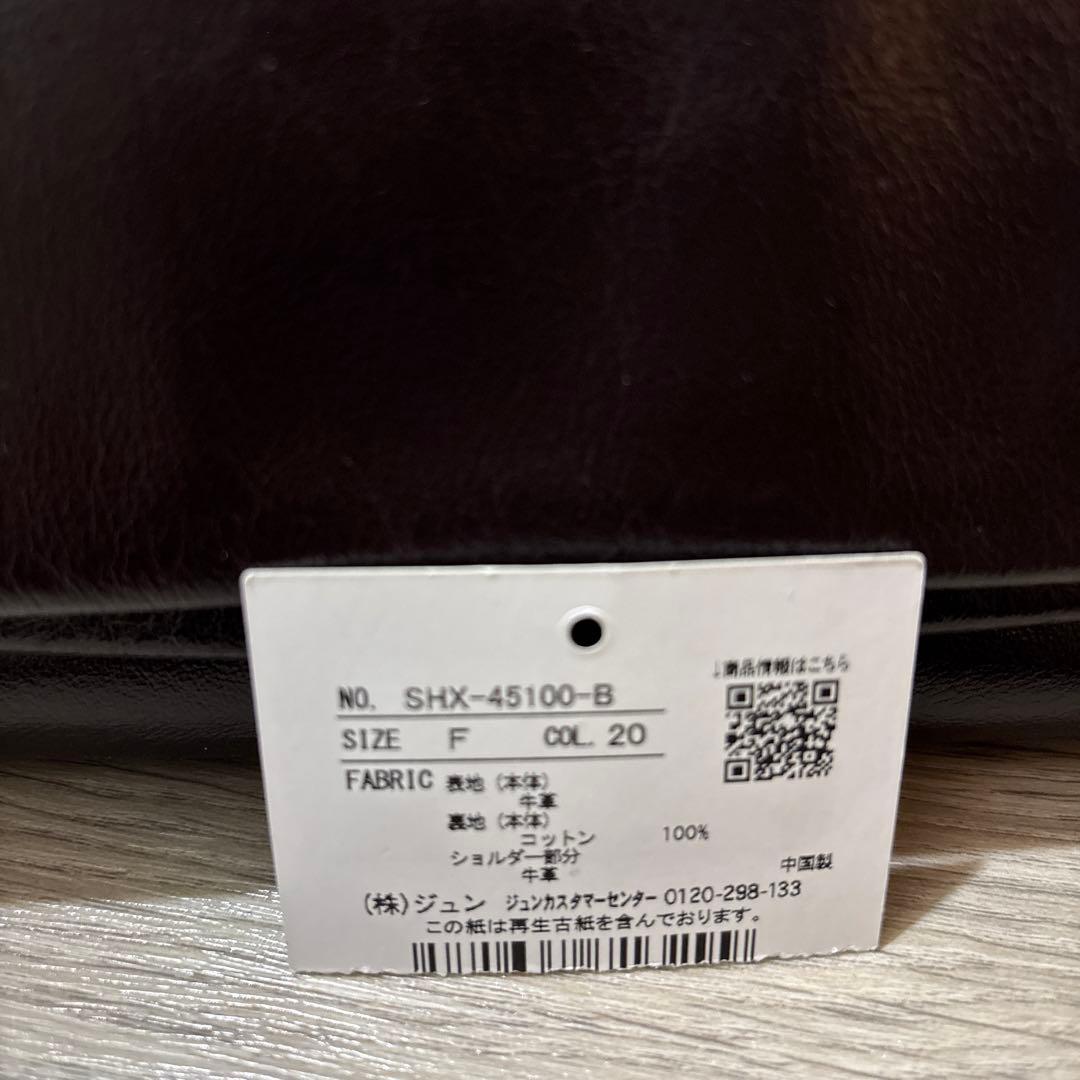 ↓商品情報はこちら
NO. SHX-45100-B
SIZE F COL. 20
FABRIC 表地(本体)
牛革
裏地(本体)
コットン 100%
ショルダー部分
牛革
中国製
(株)ジュン ジュンカスタマーセンター 0120-298-133
この紙は再生古紙を含んでおります。